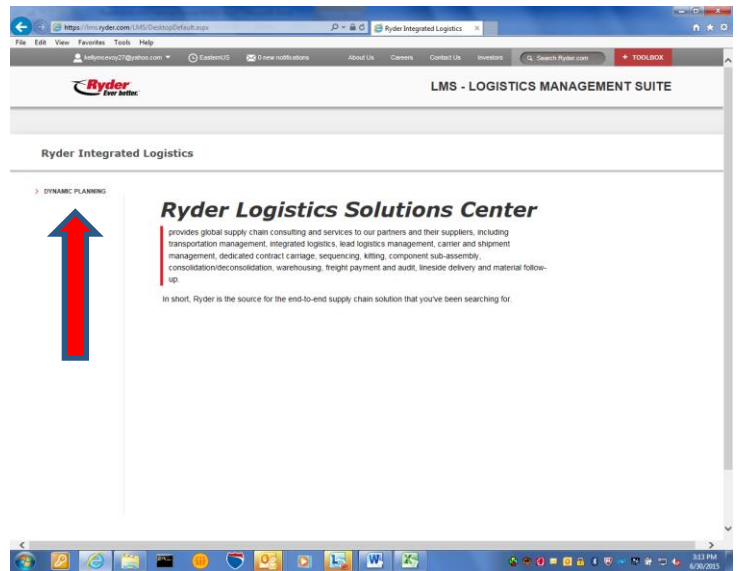 https://lms.ryder.com/LMS/DesktopDefault.aspx
Ryder Integrated Logistics
File Edit View Favorites Tools Help
EasternUS 0 new notifications About Us Careers Contact Us Investors Search Ryder.com + TOOLBOX
Ryder
Ever better.
LMS - LOGISTICS MANAGEMENT SUITE
Ryder Integrated Logistics
> DYNAMIC PLANNING
Ryder Logistics Solutions Center
provides global supply chain consulting and services to our partners and their suppliers, including
transportation management, integrated logistics, lead logistics management, carrier and shipment
management, dedicated contract carriage, sequencing, kitting, component sub-assembly,
consolidation/deconsolidation, warehousing, freight payment and audit, lineside delivery and material follow-
up.
In short, Ryder is the source for the end-to-end supply chain solution that you've been searching for.
3:13 PM
6/30/2015